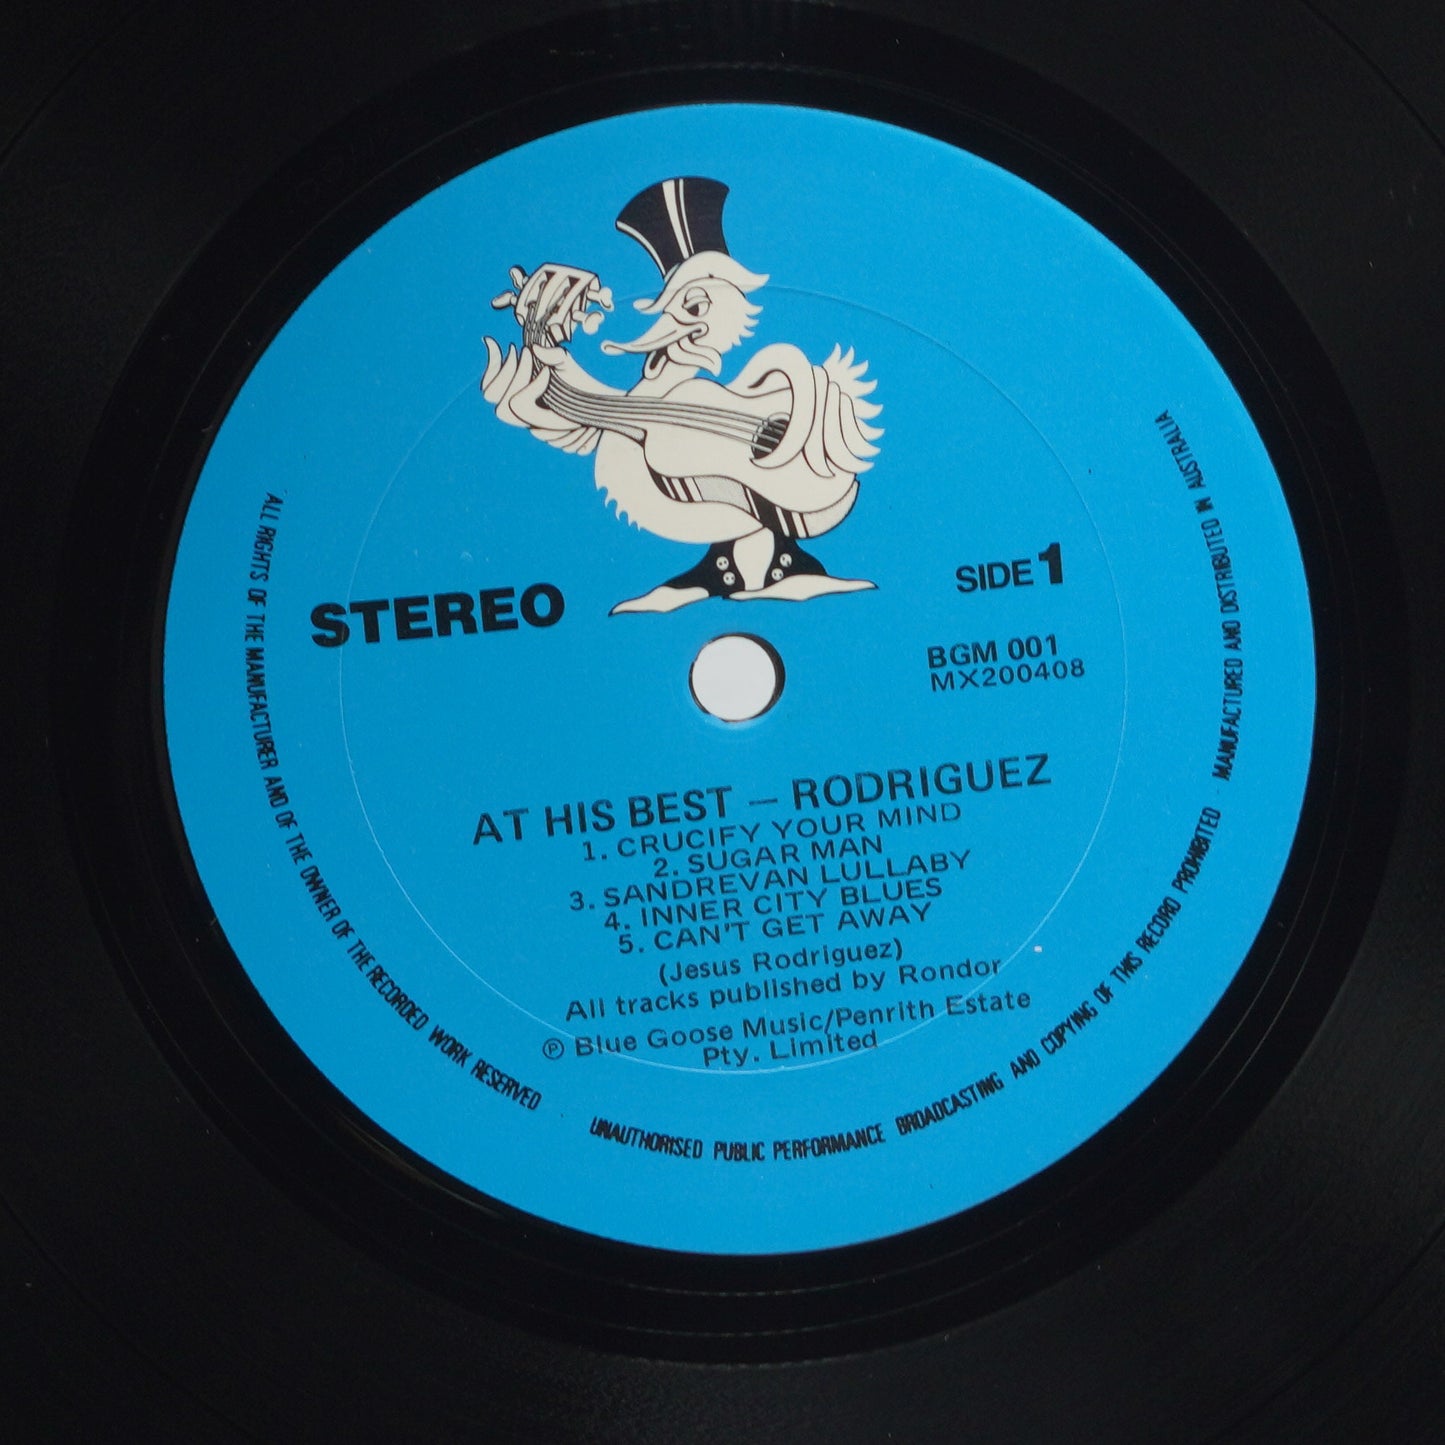 STEREO
SIDE 1
BGM 001
MX200408
AT HIS BEST – RODRIGUEZ
1. CRUCIFY YOUR MIND
2. SUGAR MAN
3. SANDREVAN LULLABY
4. INNER CITY BLUES
5. CAN'T GET AWAY
(Jesus Rodriguez)
All tracks published by Rondor
Ⓟ Blue Goose Music/Penrith Estate
Pty. Limited
ALL RIGHTS OF THE MANUFACTURER AND OF THE OWNER OF THE RECORDED WORK RESERVED
UNAUTHORISED PUBLIC PERFORMANCE BROADCASTING AND COPYING OF THIS RECORD PROHIBITED · MANUFACTURED AND DISTRIBUTED IN AUSTRALIA